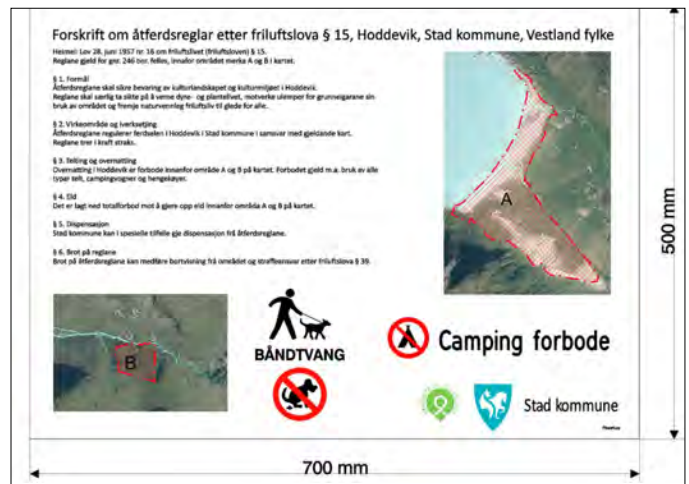 Forskrift om åtferdsreglar etter friluftslova § 15, Hoddevik, Stad kommune, Vestland fylke
Heimel: Lov 28. juni 1957 nr. 16 om friluftslivet (friluftsloven) § 15.
Reglane gjeld for gnr. 246 bnr. felles, innafor området merka A og B i kartet.
§ 1. Formål
Åtferdsreglane skal sikre bevaring av kulturlandskapet og kulturmiljøet i Hoddevik.
Reglane skal særleg ta sikte på å verne dyne- og plantelivet, motverke ulemper for grunneigarane sin
bruk av området og fremje naturvennleg friluftsliv til glede for alle.
§ 2. Virkeområde og iverksetjing
Åtferdsreglane regulerer ferdselen i Hoddevik i Stad kommune i samsvar med gjeldande kart.
Reglane trer i kraft straks.
§ 3. Telting og overnatting
Overnatting i Hoddevik er forbode innanfor område A og B på kartet. Forbodet gjeld m.a. bruk av alle
typar telt, campingvogner og hengekøyer.
§ 4. Eld
Det er lagt ned totalforbod mot å gjere opp eld innanfor områda A og B på kartet.
§ 5. Dispensasjon
Stad kommune kan i spesielle tilfelle gje dispensasjon frå åtferdsreglane.
§ 6. Brot på reglane
Brot på åtferdsreglane kan medføre bortvisning frå området og straffeansvar etter friluftslova § 39.
A
500 mm
B
BÅNDTVANG
Camping forbode
Stad kommune
700 mm